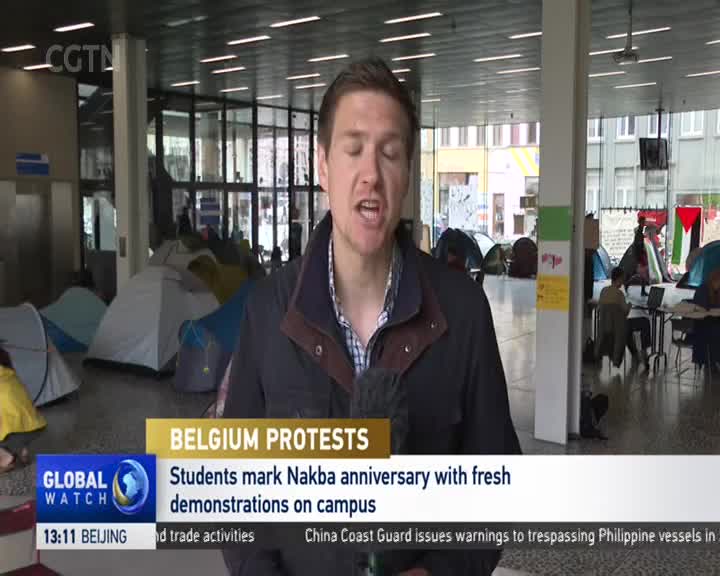 CGTN
BELGIUM PROTESTS
Students mark Nakba anniversary with fresh
demonstrations on campus
GLOBAL
WATCH
13:11 BEIJING
nd trade activities China Coast Guard issues warnings to trespassing Philippine vessels in